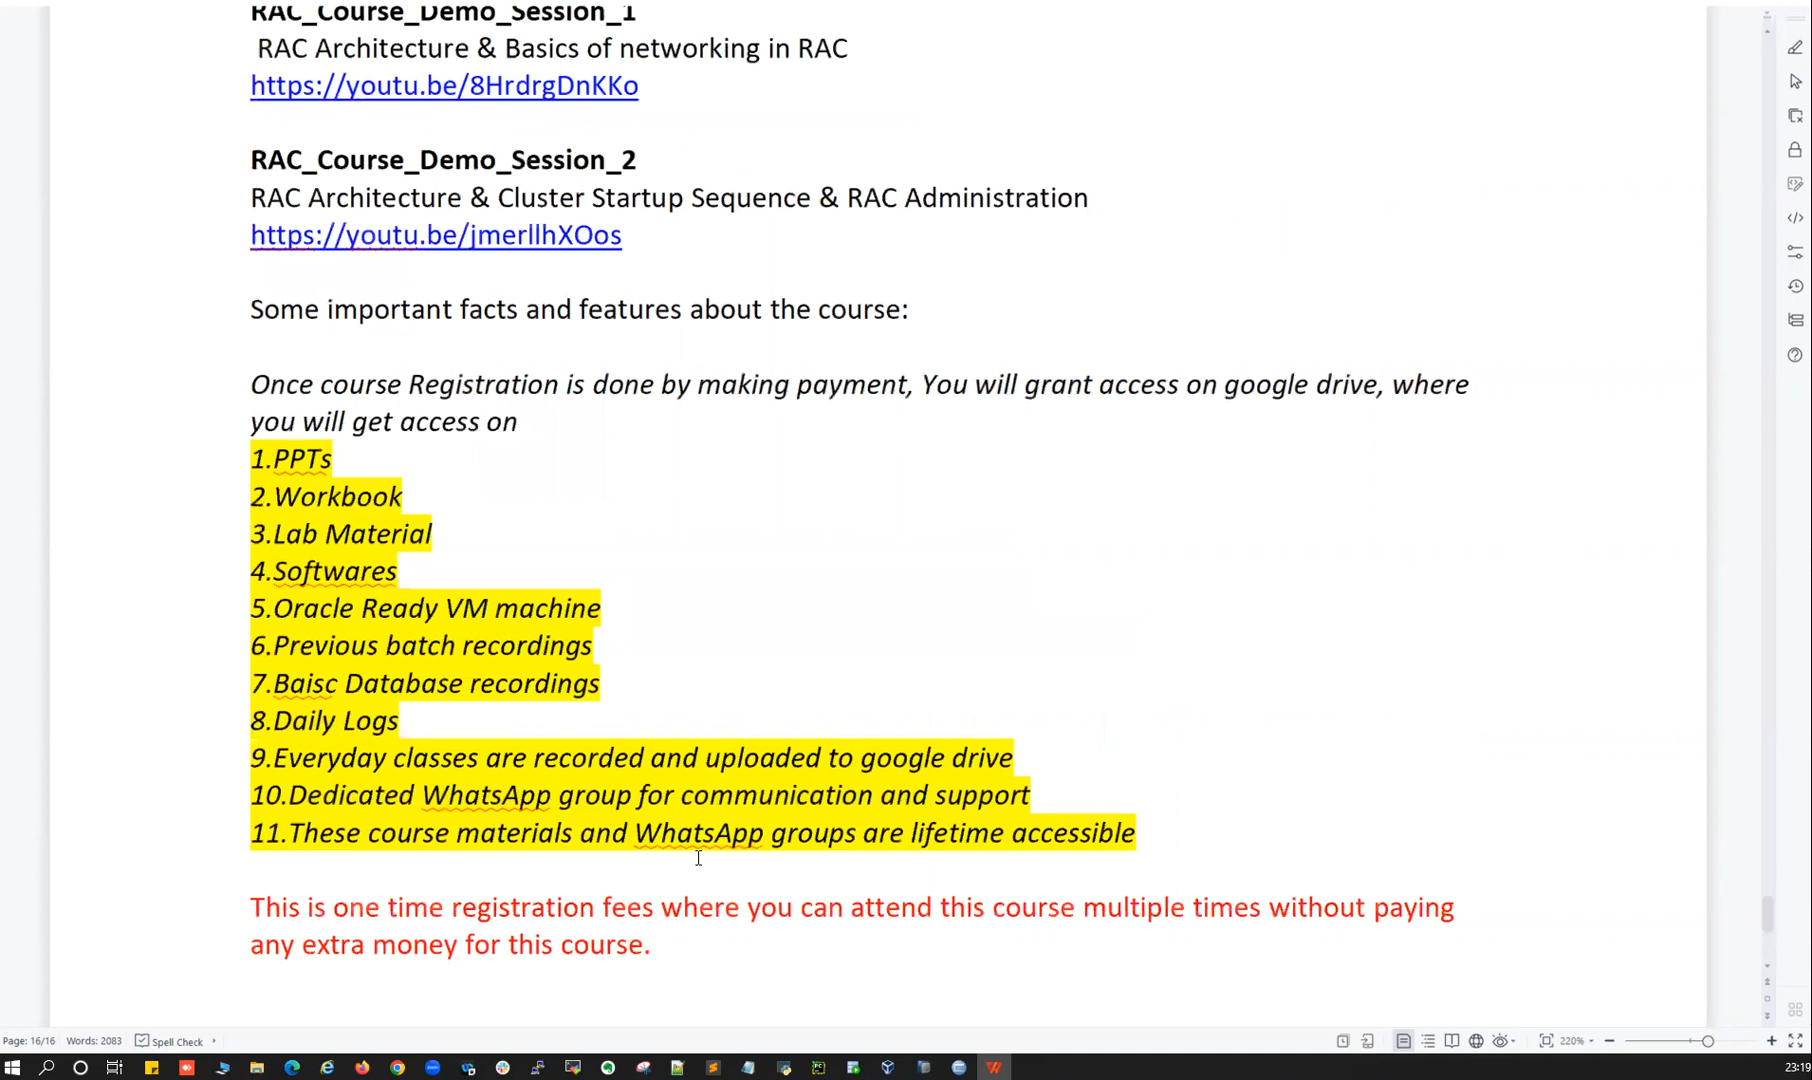 RAC_Course_Demo_Session_1
RAC Architecture & Basics of networking in RAC
https://youtu.be/8HrdrgDnKKo
RAC_Course_Demo_Session_2
RAC Architecture & Cluster Startup Sequence & RAC Administration
https://youtu.be/jmerllhXOos
Some important facts and features about the course:
Once course Registration is done by making payment, You will grant access on google drive, where
you will get access on
1.PPTs
2.Workbook
3.Lab Material
4.Softwares
5.Oracle Ready VM machine
6.Previous batch recordings
7.Baisc Database recordings
8.Daily Logs
9.Everyday classes are recorded and uploaded to google drive
10.Dedicated WhatsApp group for communication and support
11.These course materials and WhatsApp groups are lifetime accessible
This is one time registration fees where you can attend this course multiple times without paying
any extra money for this course.
Page: 16/16 Words: 2083 Spell Check 220%
23:19